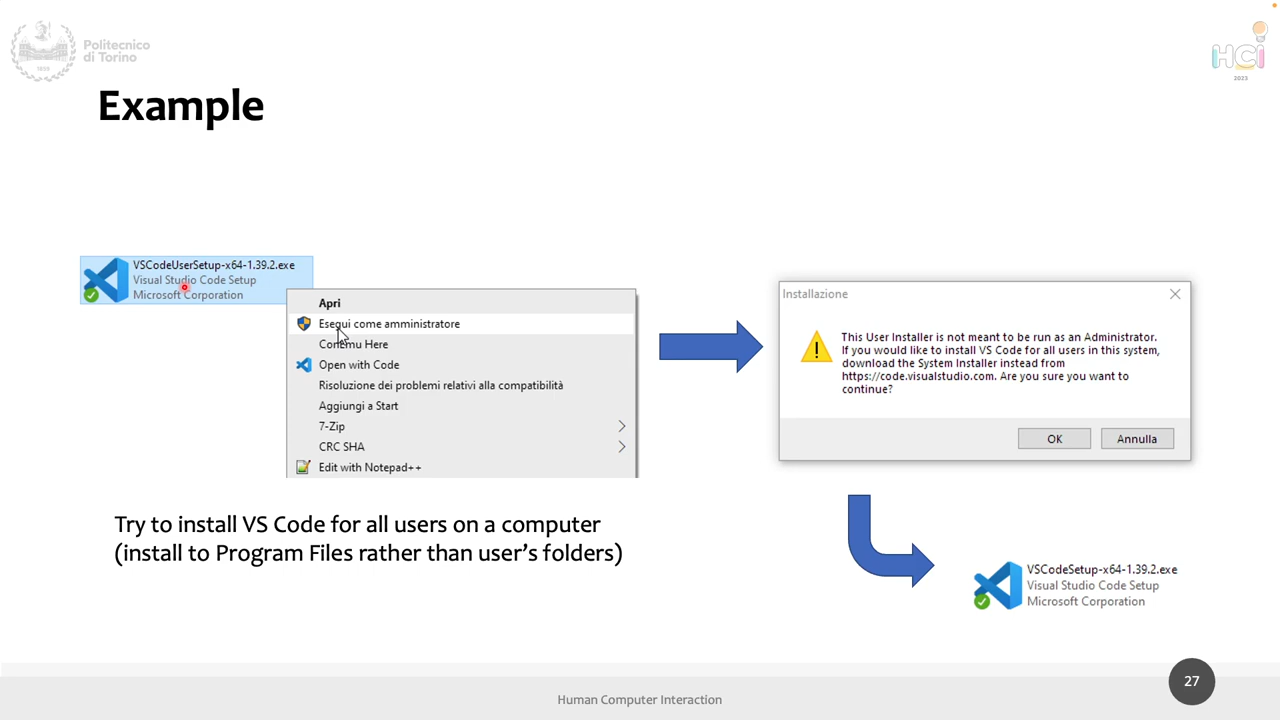 Politecnico
di Torino
1859
HCI
2023
Example
VSCodeUserSetup-x64-1.39.2.exe
Visual Studio Code Setup
Microsoft Corporation
Apri
Esegui come amministratore
Contenu Here
Open with Code
Risoluzione dei problemi relativi alla compatibilità
Aggiungi a Start
7-Zip
CRC SHA
Edit with Notepad++
Installazione
This User Installer is not meant to be run as an Administrator.
If you would like to install VS Code for all users in this system,
download the System Installer instead from
https://code.visualstudio.com. Are you sure you want to
continue?
OK
Annulla
Try to install VS Code for all users on a computer
(install to Program Files rather than user's folders)
VSCodeSetup-x64-1.39.2.exe
Visual Studio Code Setup
Microsoft Corporation
Human Computer Interaction
27